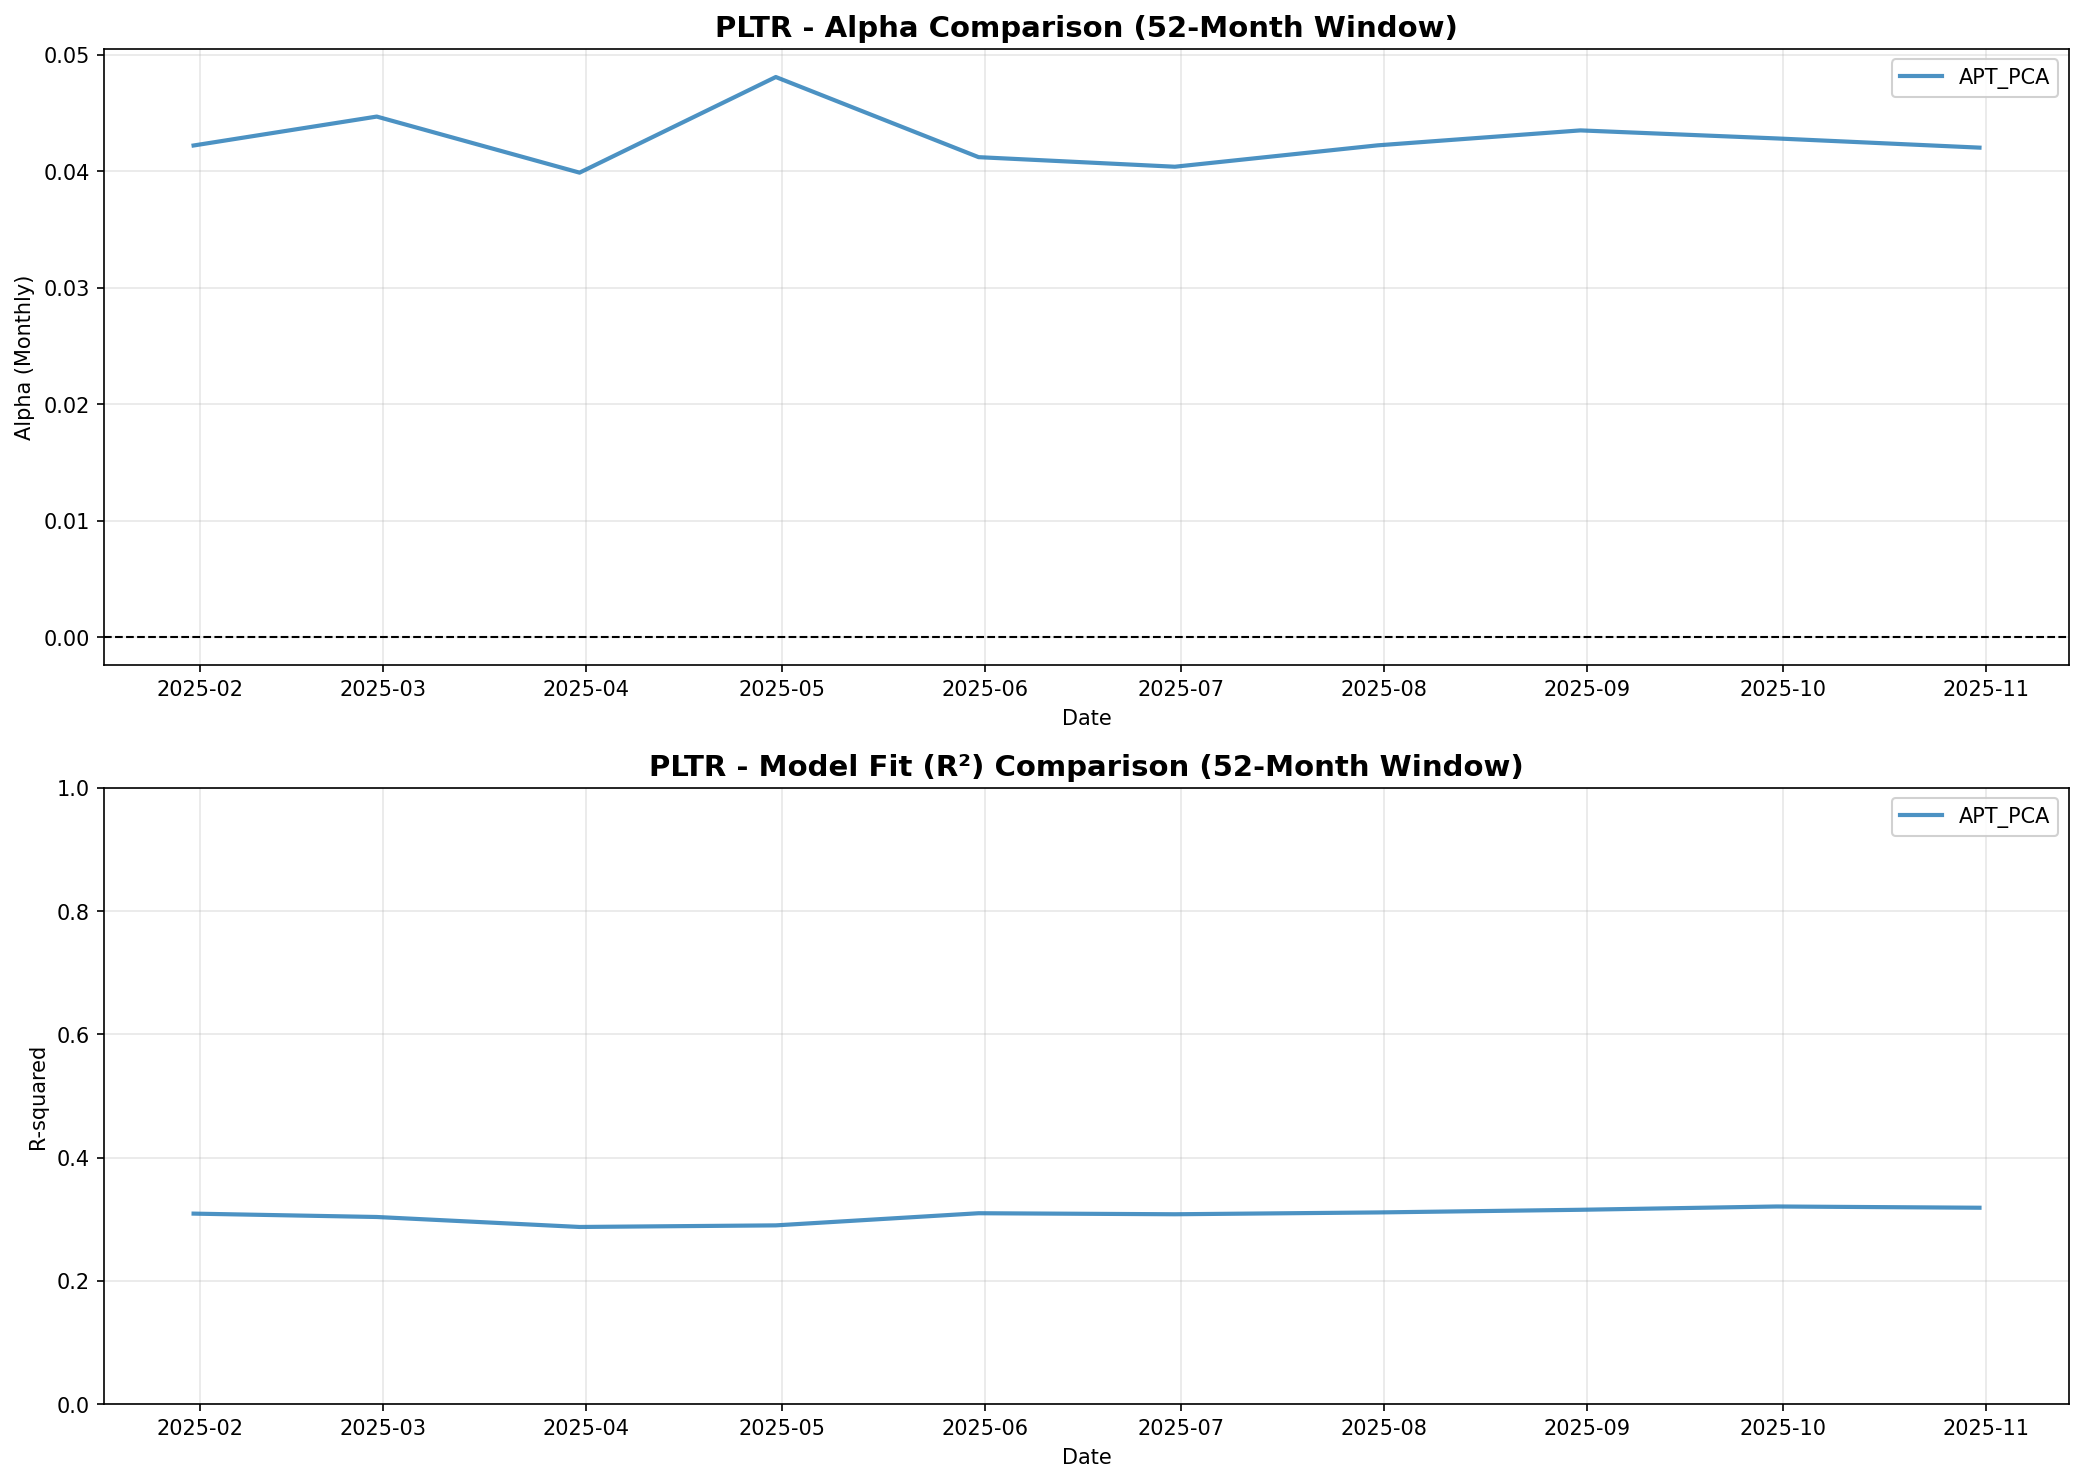 PLTR - Alpha Comparison (52-Month Window)
APT_PCA
0.05
0.04
0.03
0.02
0.01
0.00
Alpha (Monthly)
2025-02 2025-03 2025-04 2025-05 2025-06 2025-07 2025-08 2025-09 2025-10 2025-11
Date
PLTR - Model Fit (R²) Comparison (52-Month Window)
APT_PCA
1.0
0.8
0.6
0.4
0.2
0.0
R-squared
2025-02 2025-03 2025-04 2025-05 2025-06 2025-07 2025-08 2025-09 2025-10 2025-11
Date